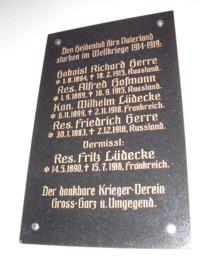 Den Heldentod fürs Vaterland
starben im Weltkriege 1914-1919:
Hoboist Richard Herre
* 1.8.1894, † 18.2.1915, Russland.
Res. Alfred Hofmann
* 1.9.1889, † 16.9.1915, Russland.
Kan. Wilhelm Lüdecke
* 6.11.1899, † 2.11.1918, Frankreich.
Res. Friedrich Herre
* 30.1.1883, † 2.12.1918, Russland.
Vermisst:
Res. Fritz Lüdecke
* 14.5.1890, † 15.7.1916, Frankreich.
Der dankbare Krieger-Verein
Gross-Garz u. Umgegend.